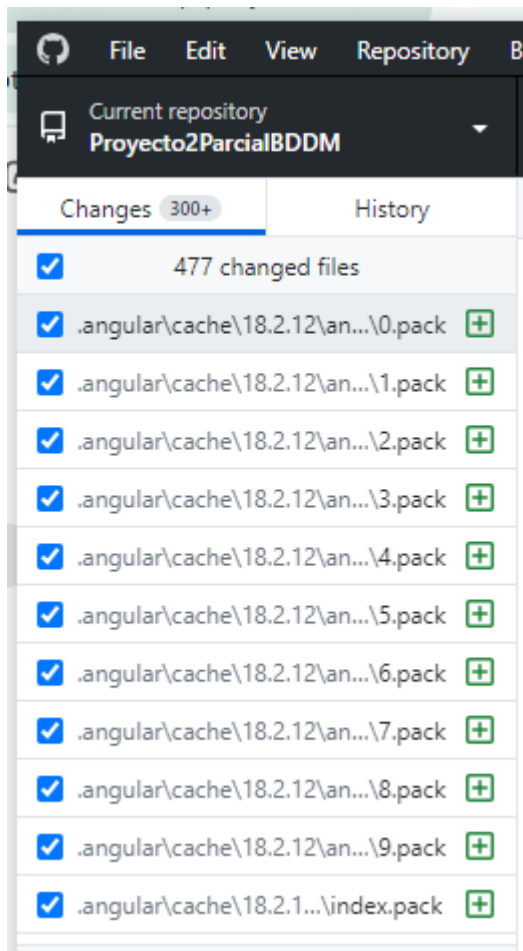 File Edit View Repository B
Current repository
Proyecto2ParcialBDDM
Changes 300+ History
477 changed files
.angular\cache\18.2.12\an...\0.pack
.angular\cache\18.2.12\an...\1.pack
.angular\cache\18.2.12\an...\2.pack
.angular\cache\18.2.12\an...\3.pack
.angular\cache\18.2.12\an...\4.pack
.angular\cache\18.2.12\an...\5.pack
.angular\cache\18.2.12\an...\6.pack
.angular\cache\18.2.12\an...\7.pack
.angular\cache\18.2.12\an...\8.pack
.angular\cache\18.2.12\an...\9.pack
.angular\cache\18.2.1...\index.pack